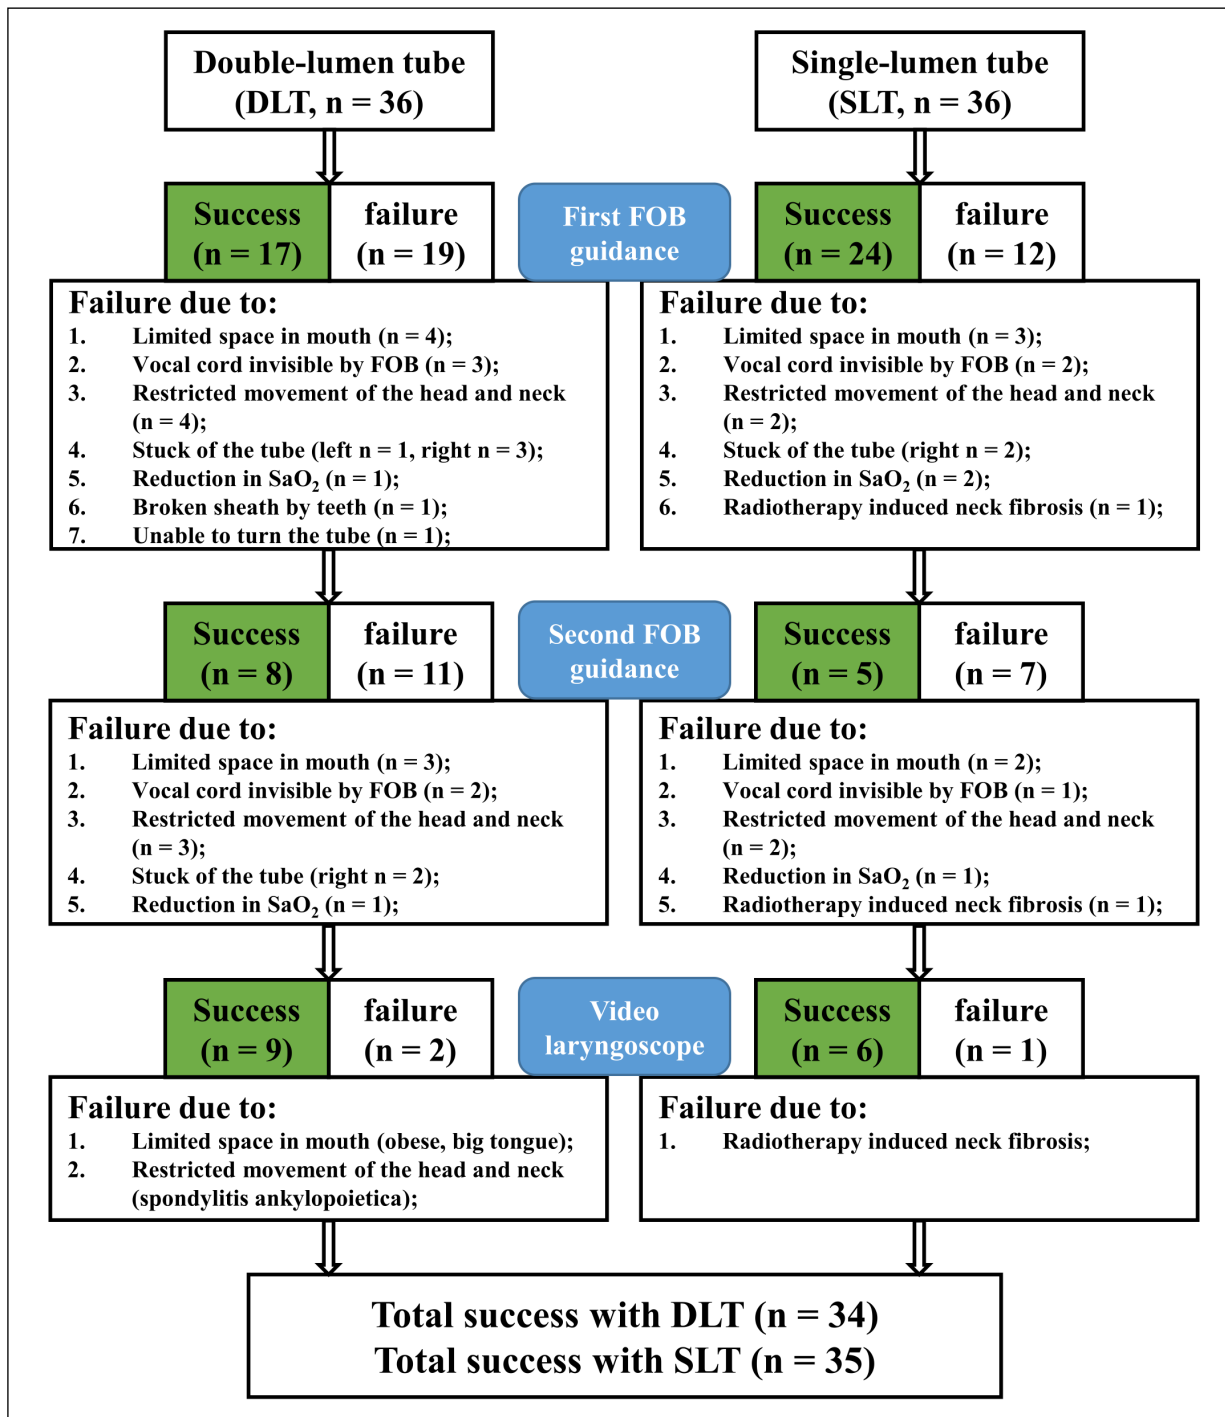 Double-lumen tube
(DLT, n = 36)
Single-lumen tube
(SLT, n = 36)
Success
(n = 17)
failure
(n = 19)
First FOB
guidance
Success
(n = 24)
failure
(n = 12)
Failure due to:
1. Limited space in mouth (n = 4);
2. Vocal cord invisible by FOB (n = 3);
3. Restricted movement of the head and neck
(n = 4);
4. Stuck of the tube (left n = 1, right n = 3);
5. Reduction in SaO₂ (n = 1);
6. Broken sheath by teeth (n = 1);
7. Unable to turn the tube (n = 1);
Failure due to:
1. Limited space in mouth (n = 3);
2. Vocal cord invisible by FOB (n = 2);
3. Restricted movement of the head and neck
(n = 2);
4. Stuck of the tube (right n = 2);
5. Reduction in SaO₂ (n = 2);
6. Radiotherapy induced neck fibrosis (n = 1);
Success
(n = 8)
failure
(n = 11)
Second FOB
guidance
Success
(n = 5)
failure
(n = 7)
Failure due to:
1. Limited space in mouth (n = 3);
2. Vocal cord invisible by FOB (n = 2);
3. Restricted movement of the head and neck
(n = 3);
4. Stuck of the tube (right n = 2);
5. Reduction in SaO₂ (n = 1);
Failure due to:
1. Limited space in mouth (n = 2);
2. Vocal cord invisible by FOB (n = 1);
3. Restricted movement of the head and neck
(n = 2);
4. Reduction in SaO₂ (n = 1);
5. Radiotherapy induced neck fibrosis (n = 1);
Success
(n = 9)
failure
(n = 2)
Video
laryngoscope
Success
(n = 6)
failure
(n = 1)
Failure due to:
1. Limited space in mouth (obese, big tongue);
2. Restricted movement of the head and neck
(spondylitis ankylopoietica);
Failure due to:
1. Radiotherapy induced neck fibrosis;
Total success with DLT (n = 34)
Total success with SLT (n = 35)